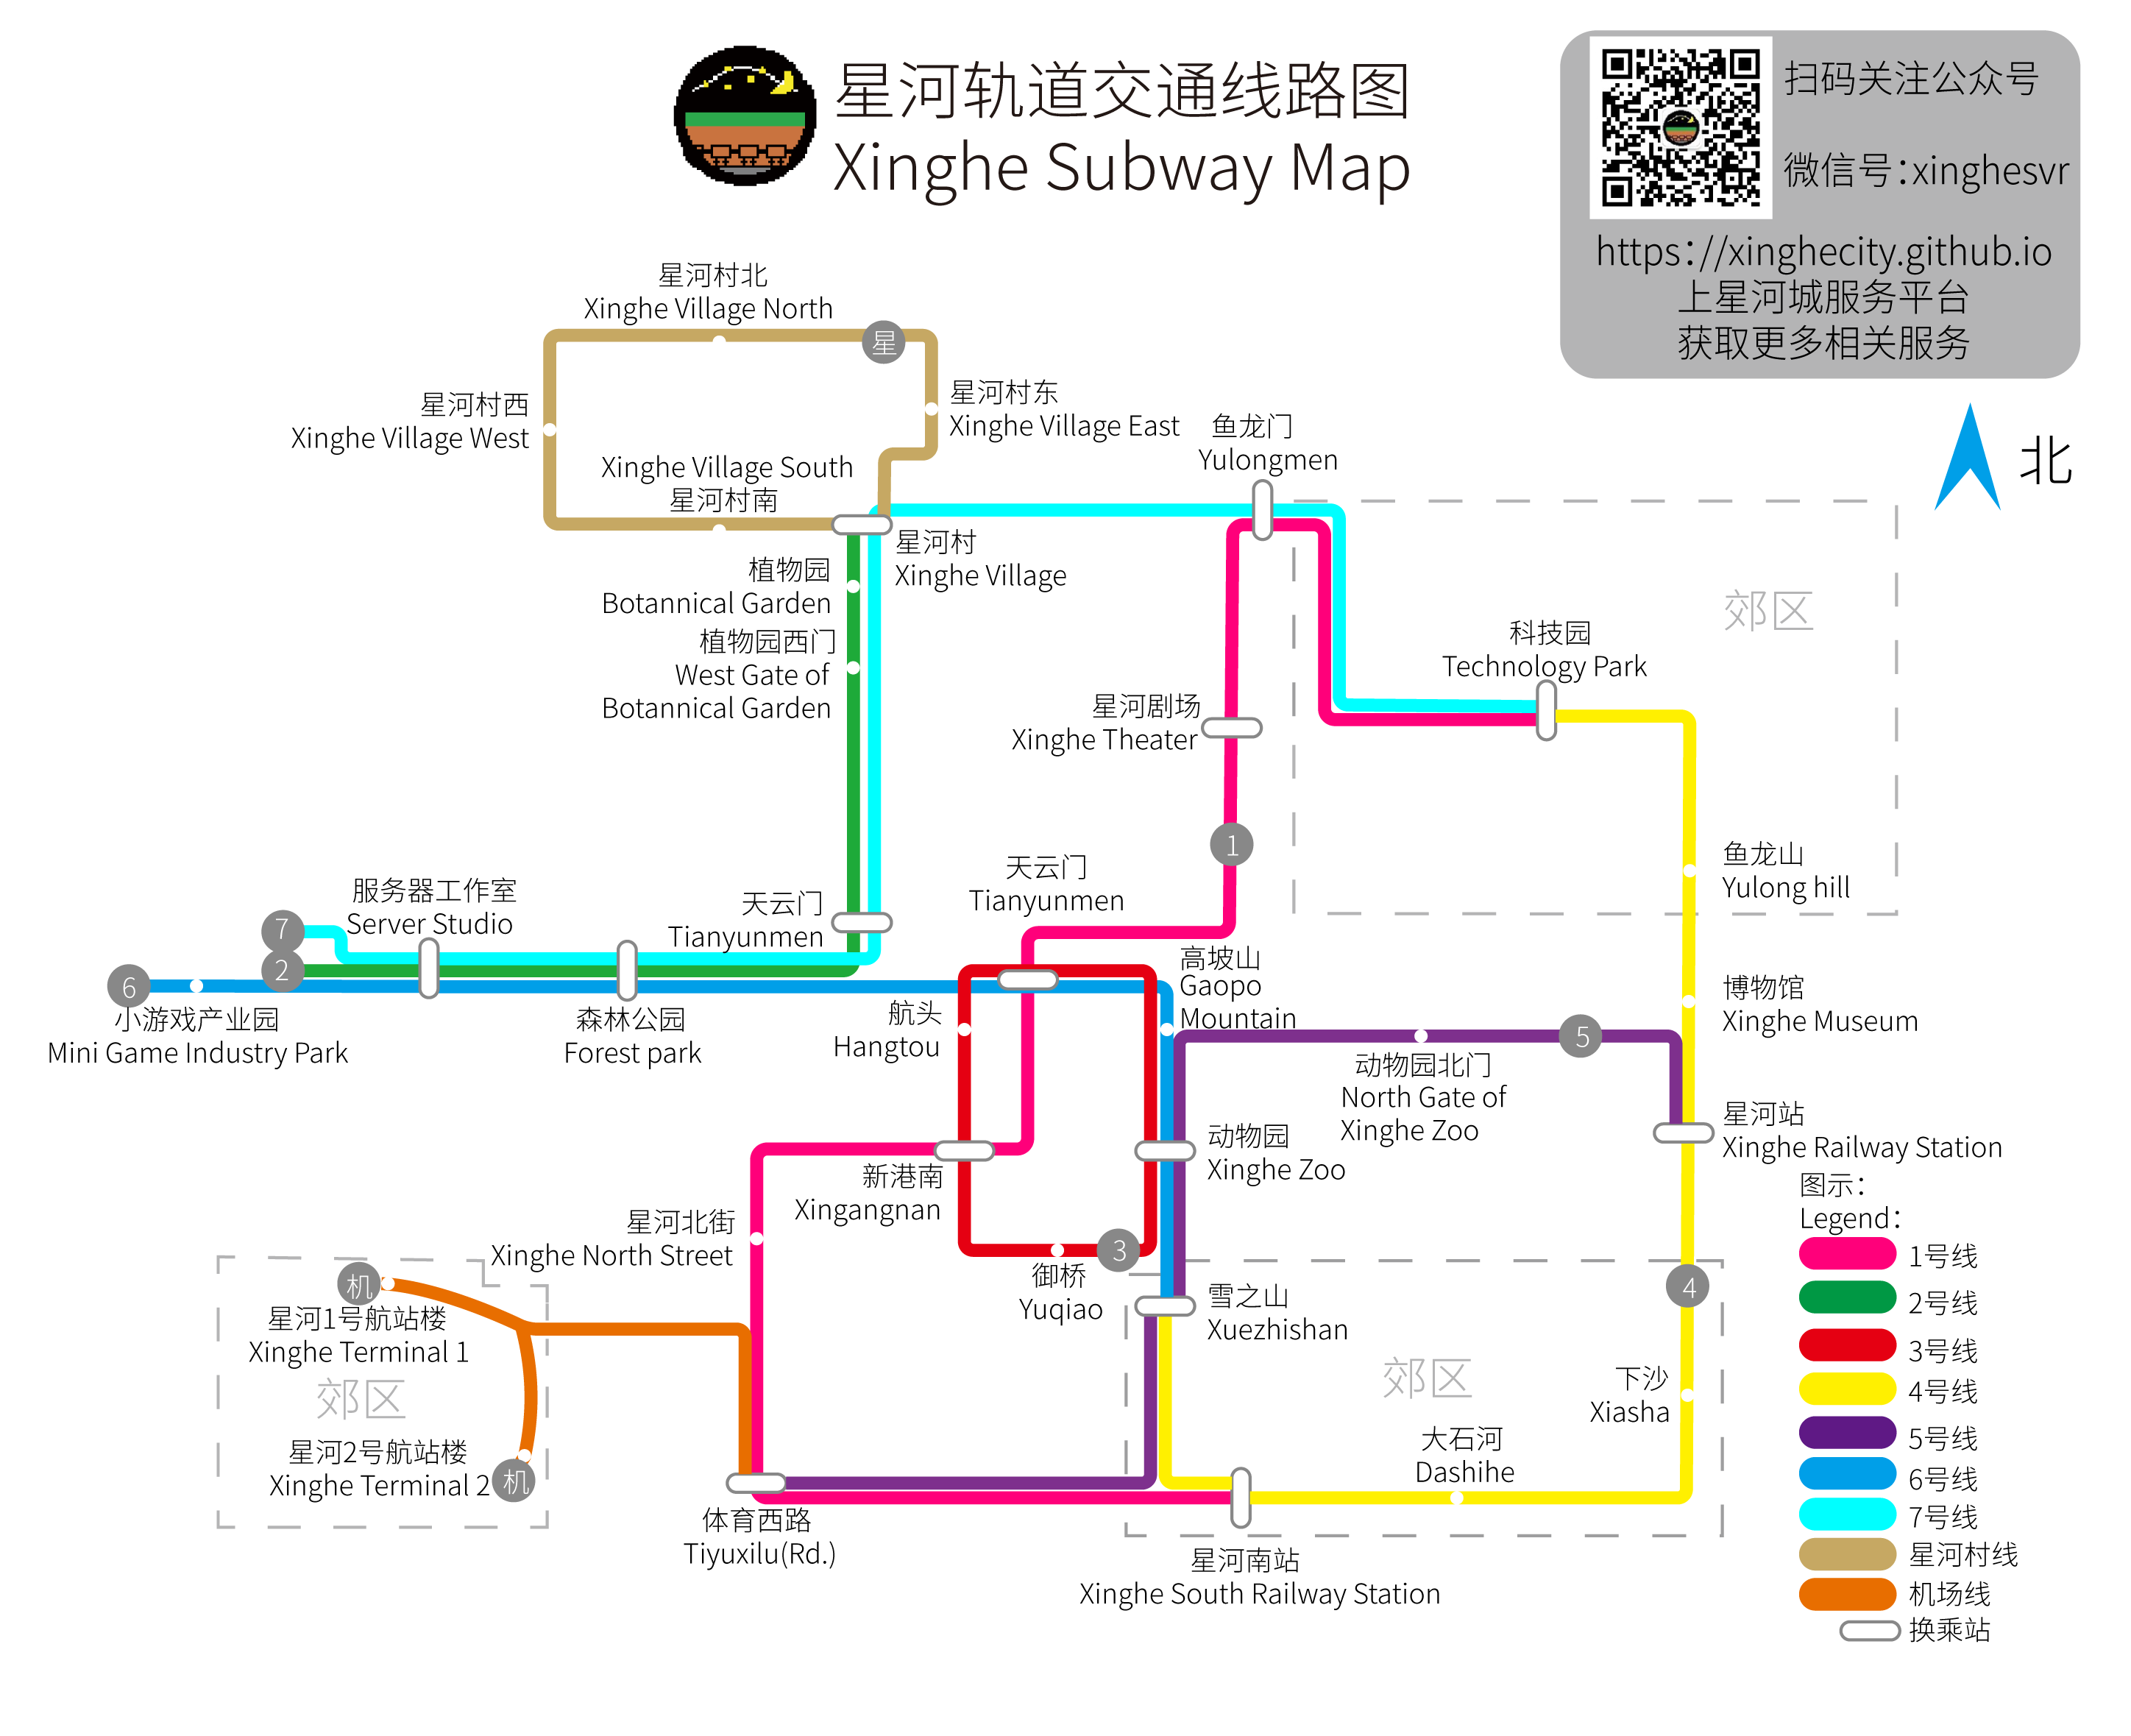 星河轨道交通线路图
Xinghe Subway Map
扫码关注公众号
微信号：xinghesvr
https：//xinghecity.github.io
上星河城服务平台
获取更多相关服务
北
星河村北
Xinghe Village North
星
星河村西
Xinghe Village West
星河村东
Xinghe Village East
Xinghe Village South
星河村南
鱼龙门
Yulongmen
星河村
Xinghe Village
植物园
Botannical Garden
植物园西门
West Gate of
Botannical Garden
郊区
科技园
Technology Park
星河剧场
Xinghe Theater
1
鱼龙山
Yulong hill
天云门
Tianyunmen
服务器工作室
Server Studio
天云门
Tianyunmen
7
2
6
小游戏产业园
Mini Game Industry Park
森林公园
Forest park
高坡山
Gaopo
Mountain
航头
Hangtou
博物馆
Xinghe Museum
5
动物园北门
North Gate of
Xinghe Zoo
动物园
Xinghe Zoo
星河站
Xinghe Railway Station
新港南
Xingangnan
星河北街
Xinghe North Street
3
御桥
Yuqiao
4
雪之山
Xuezhishan
机
星河1号航站楼
Xinghe Terminal 1
郊区
星河2号航站楼
Xinghe Terminal 2
机
郊区
下沙
Xiasha
大石河
Dashihe
体育西路
Tiyuxilu(Rd.)
星河南站
Xinghe South Railway Station
图示：
Legend：
1号线
2号线
3号线
4号线
5号线
6号线
7号线
星河村线
机场线
换乘站